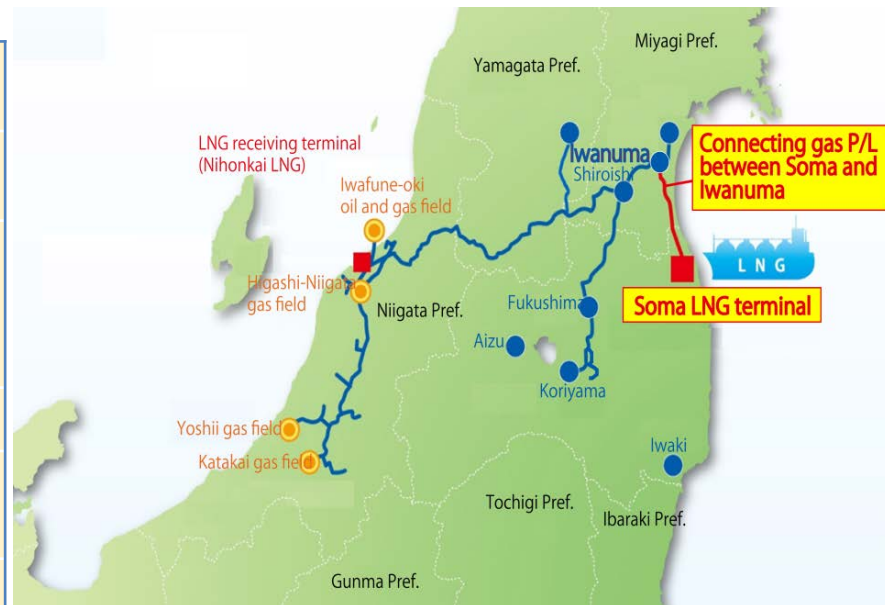 Miyagi Pref.
Yamagata Pref.
LNG receiving terminal
(Nihonkai LNG)
Iwanuma
Shiroishi
Connecting gas P/L
between Soma and
Iwanuma
Iwafune-oki
oil and gas field
LNG
Higashi-Niigata
gas field
Niigata Pref.
Fukushima
Soma LNG terminal
Aizu
Koriyama
Yoshii gas field
Katakai gas field
Iwaki
Tochigi Pref.
Ibaraki Pref.
Gunma Pref.